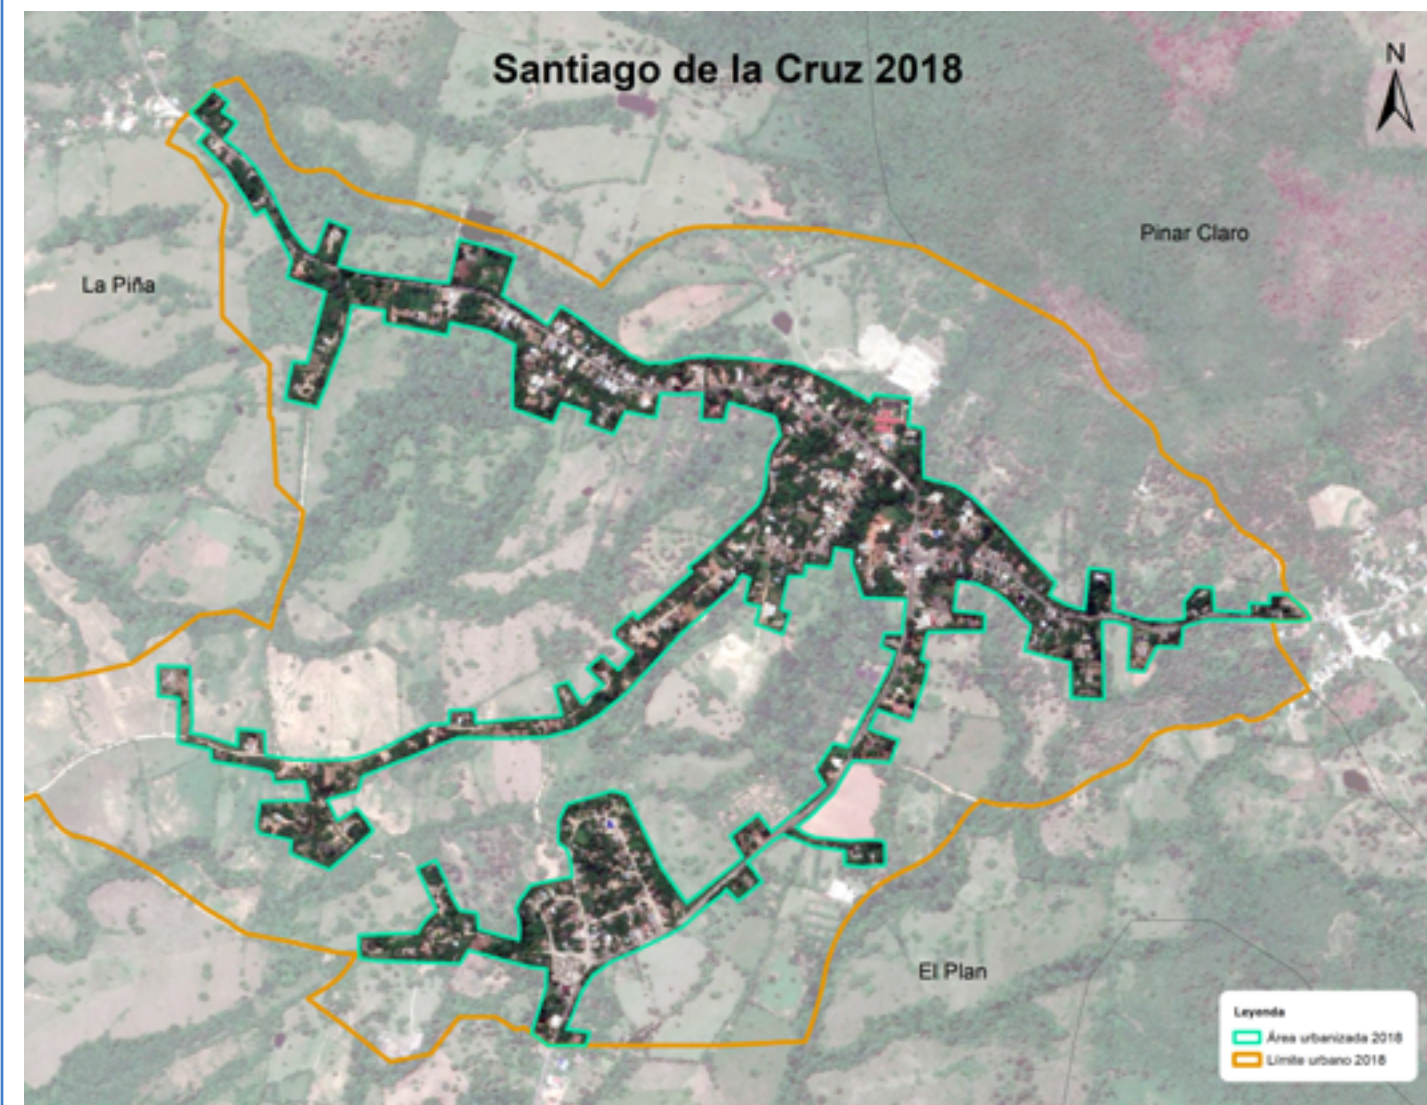 Santiago de la Cruz 2018
N
Pinar Claro
La Piña
El Plan
Leyenda
Área urbanizada 2018
Límite urbano 2018